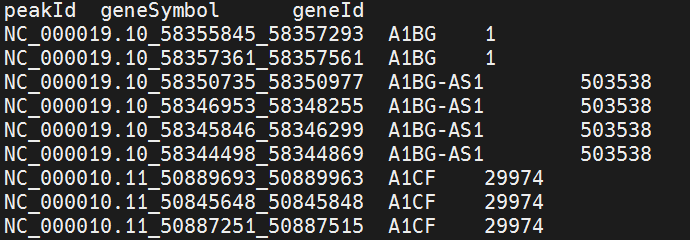 peakId geneSymbol geneId
NC_000019.10_58355845_58357293 A1BG 1
NC_000019.10_58357361_58357561 A1BG 1
NC_000019.10_58350735_58350977 A1BG-AS1 503538
NC_000019.10_58346953_58348255 A1BG-AS1 503538
NC_000019.10_58345846_58346299 A1BG-AS1 503538
NC_000019.10_58344498_58344869 A1BG-AS1 503538
NC_000010.11_50889693_50889963 A1CF 29974
NC_000010.11_50845648_50845848 A1CF 29974
NC_000010.11_50887251_50887515 A1CF 29974